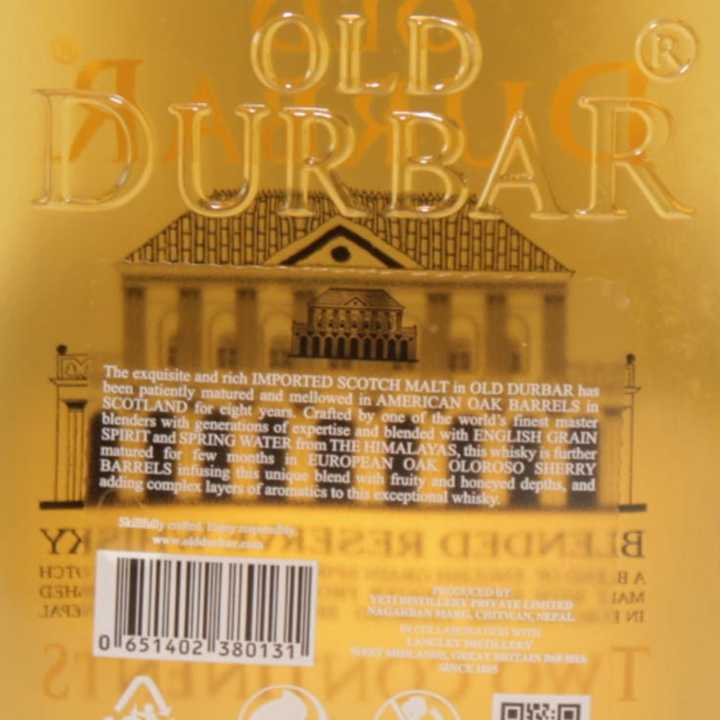 OLD ®
DURBAR
The exquisite and rich IMPORTED SCOTCH MALT in OLD DURBAR has
been patiently matured and mellowed in AMERICAN OAK BARRELS in
SCOTLAND for eight years. Crafted by one of the world's finest master
blenders with generations of expertise and blended with ENGLISH GRAIN
SPIRIT and SPRING WATER from THE HIMALAYAS, this whisky is further
matured for few months in EUROPEAN OAK OLOROSO SHERRY
BARRELS infusing this unique blend with fruity and honeyed depths, and
adding complex layers of aromatics to this exceptional whisky.
Skillfully crafted. Enjoy responsibly.
www.olddurbar.com
0 651402 380131
PRODUCED BY
YETI DISTILLERY PRIVATE LIMITED
NAGARBAN MARG, CHITWAN, NEPAL
IN COLLABORATION WITH
LANGLEY DISTILLERY
WEST MIDLANDS, GREAT BRITAIN
SINCE
BLENDED RESERVE WHISKY
TWO CONTINENTS